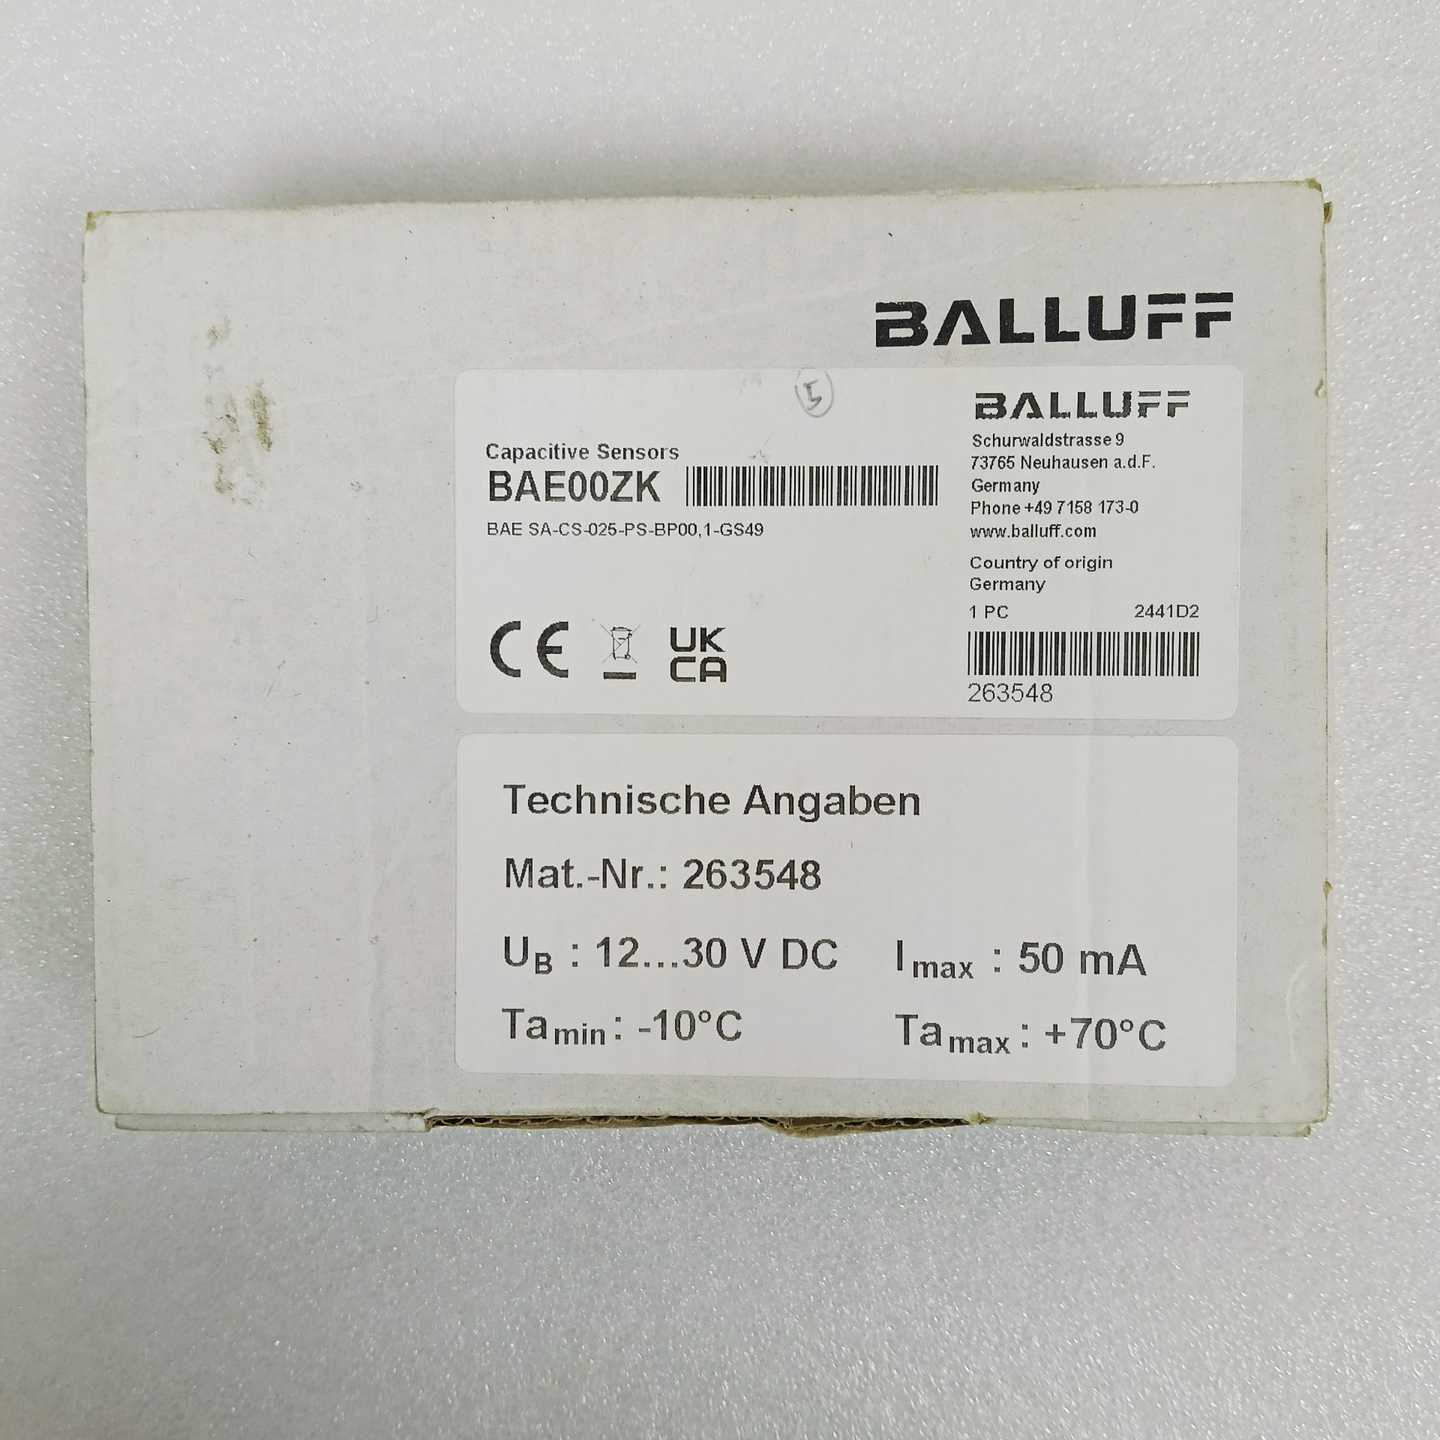 BALLUFF
5
BALLUFF
Capacitive Sensors
BAE00ZK
BAE SA-CS-025-PS-BP00,1-GS49
Schurwaldstrasse 9
73765 Neuhausen a.d.F.
Germany
Phone +49 7158 173-0
www.balluff.com
Country of origin
Germany
1 PC 2441D2
263548
CE
UK
CA
Technische Angaben
Mat.-Nr.: 263548
UB : 12...30 V DC Imax : 50 mA
Tamin : -10°C Tamax : +70°C